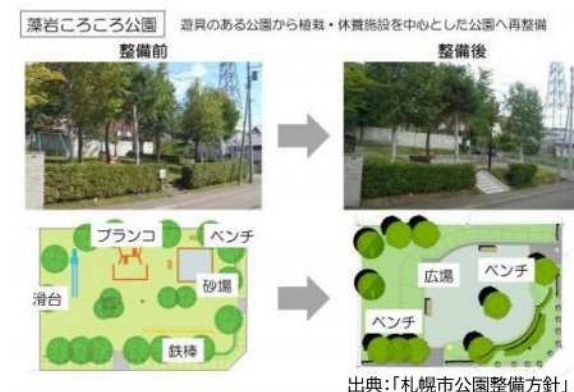 藻岩ころころ公園
遊具のある公園から植栽・休養施設を中心とした公園へ再整備
整備前
整備後
ブランコ
ベンチ
砂場
滑台
鉄棒
広場
ベンチ
ベンチ
出典:「札幌市公園整備方針」